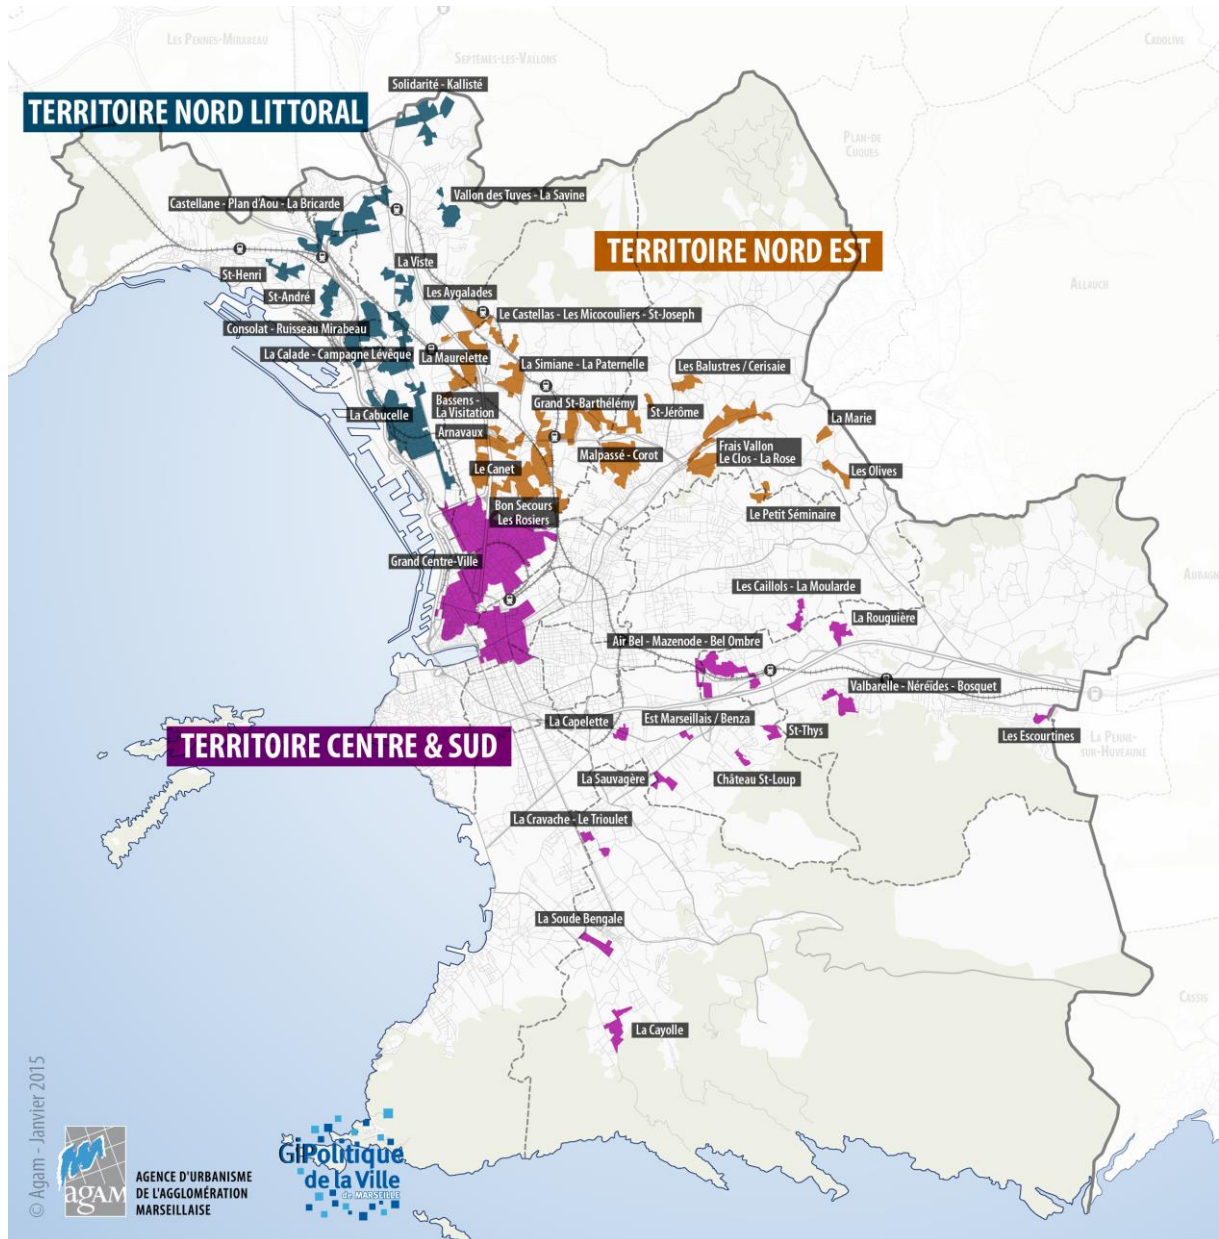 LES PENNES-MIRABEAU
CADOLIVE
SEPTÈMES-LES-VALLONS
Solidarité - Kallisté
TERRITOIRE NORD LITTORAL
PLAN-DE
CUQUES
Castellane - Plan d'Aou - La Bricarde
Vallon des Tuves - La Savine
TERRITOIRE NORD EST
La Viste
St-Henri
ALLAUCH
St-André
Les Aygalades
Le Castellas - Les Micocouliers - St-Joseph
Consolat - Ruisseau Mirabeau
La Calade - Campagne Lévêque
La Maurelette
La Simiane - La Paternelle
Les Balustres / Cerisaie
Bassens -
La Visitation
Grand St-Barthélémy
St-Jérôme
La Cabucelle
La Marie
Arnavaux
Frais Vallon
Le Clos - La Rose
Malpassé - Corot
Le Canet
Les Olives
Bon Secours
Les Rosiers
Le Petit Séminaire
Grand Centre-Ville
AUBAGN
Les Caillols - La Moularde
La Rouguière
Air Bel - Mazenode - Bel Ombre
Valbarelle - Néréides - Bosquet
La Capelette
Est Marseillais / Benza
St-Thys
Les Escourtines
LA PENNE-
SUR-HUVEAUNE
TERRITOIRE CENTRE & SUD
La Sauvagère
Château St-Loup
La Cravache - Le Trioulet
La Soude Bengale
CASSIS
La Cayolle
© Agam - Janvier 2015
agAM
AGENCE D'URBANISME
DE L'AGGLOMÉRATION
MARSEILLAISE
GIPolitique
de la Ville
de MARSEILLE